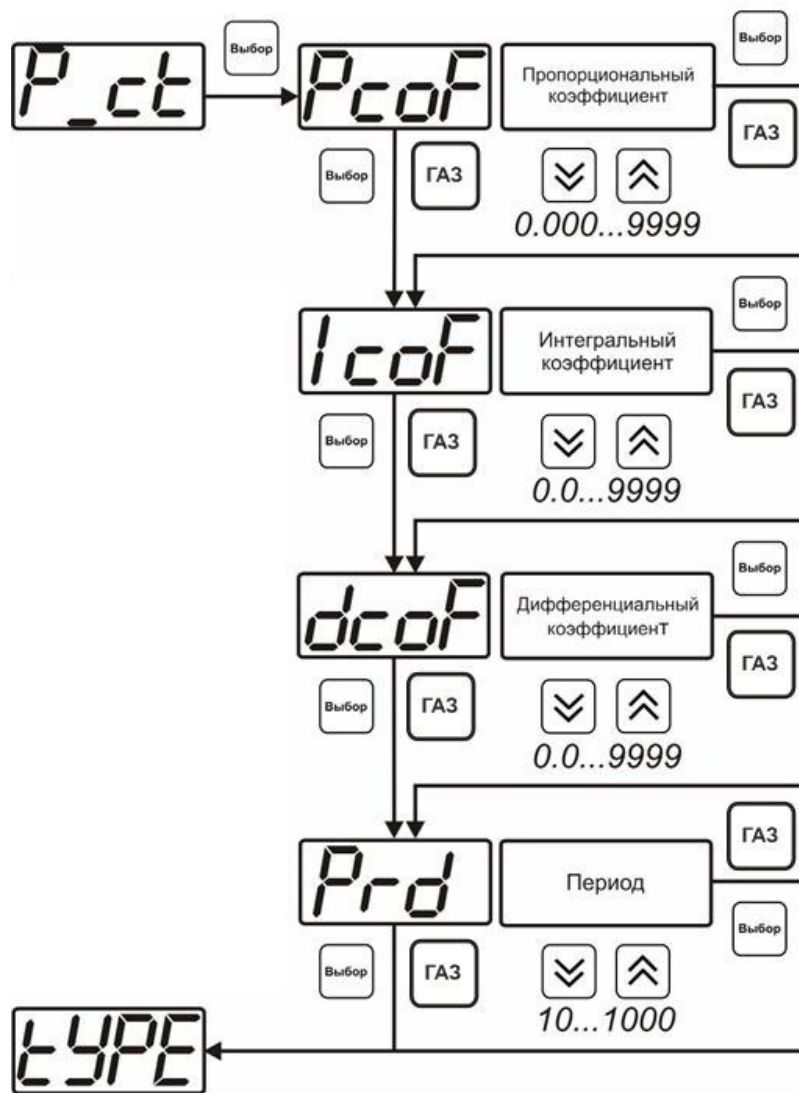 Выбор
Выбор
P_ct
PcoF
Пропорциональный
коэффициент
ГАЗ
Выбор
ГАЗ
0.000...9999
Выбор
IcoF
Интегральный
коэффициент
ГАЗ
Выбор
ГАЗ
0.0...9999
Выбор
dcoF
Дифференциальный
коэффициент
ГАЗ
Выбор
ГАЗ
0.0...9999
ГАЗ
Prd
Период
Выбор
Выбор
ГАЗ
10...1000
tYPE